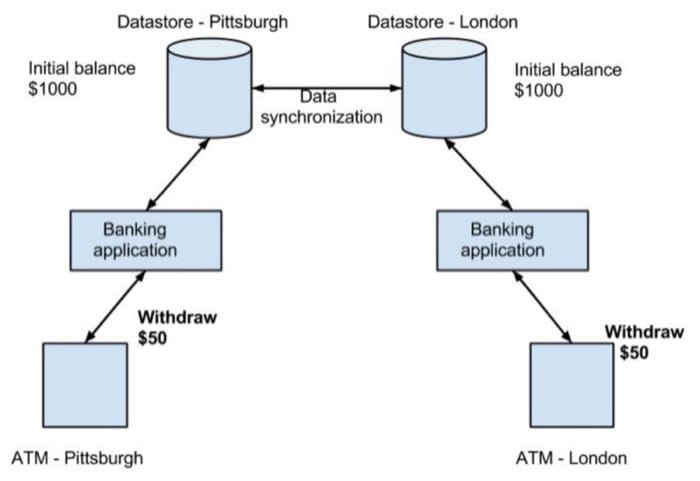 Datastore - Pittsburgh
Datastore - London
Initial balance
$1000
Data
synchronization
Initial balance
$1000
Banking
application
Banking
application
Withdraw
$50
Withdraw
$50
ATM - Pittsburgh
ATM - London